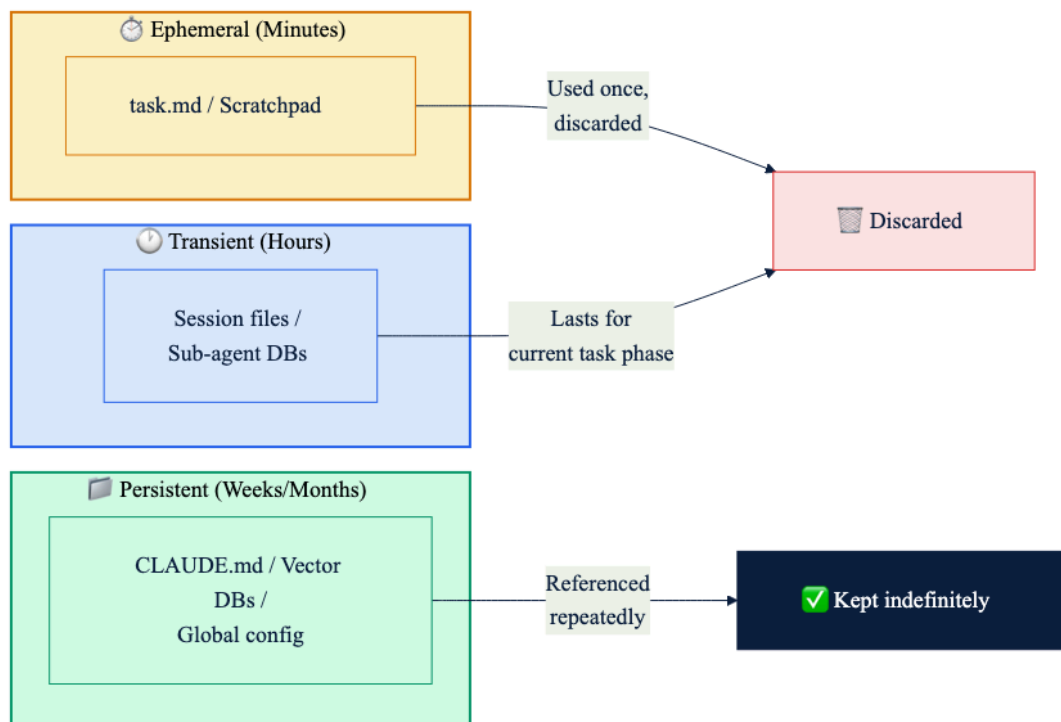 ⏱️ Ephemeral (Minutes)
task.md / Scratchpad
Used once,
discarded
🗑️ Discarded
🕐 Transient (Hours)
Session files /
Sub-agent DBs
Lasts for
current task phase
📁 Persistent (Weeks/Months)
CLAUDE.md / Vector
DBs /
Global config
Referenced
repeatedly
✅ Kept indefinitely